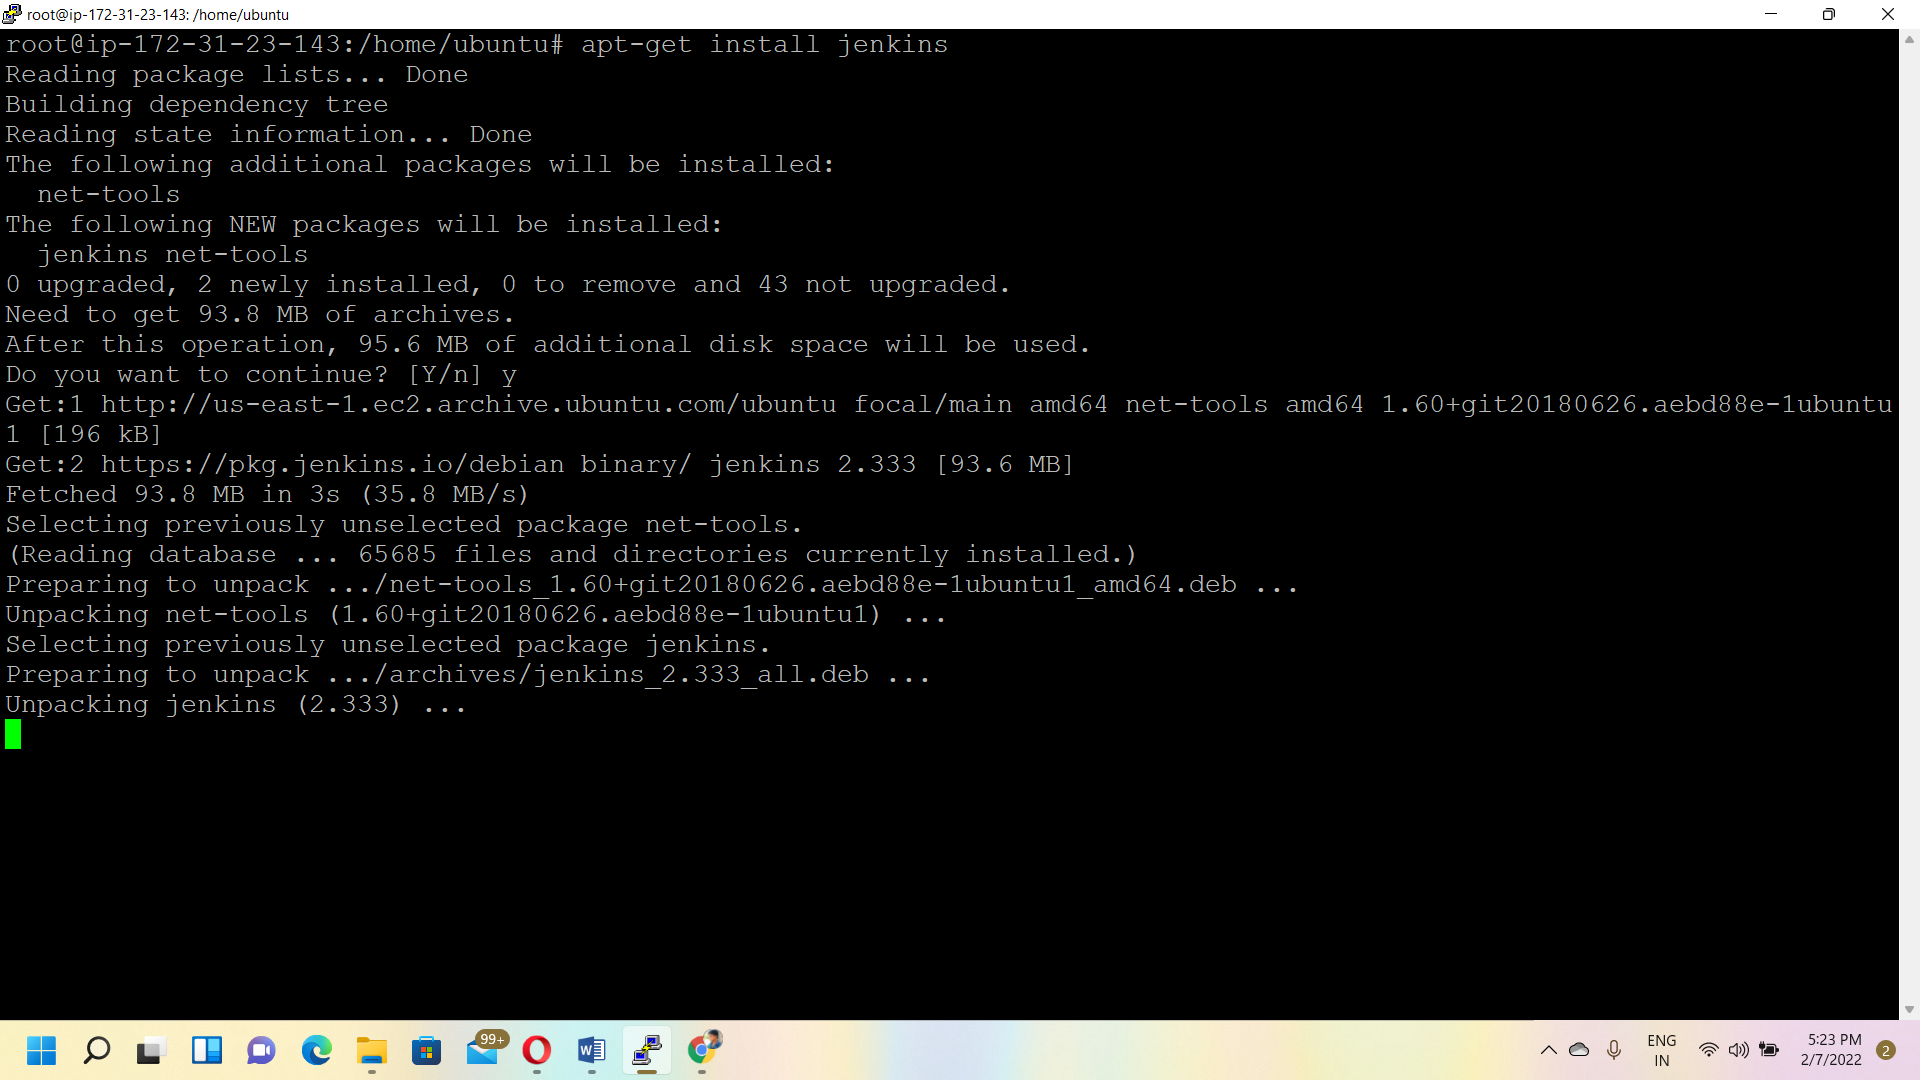 root@ip-172-31-23-143: /home/ubuntu
root@ip-172-31-23-143:/home/ubuntu# apt-get install jenkins
Reading package lists... Done
Building dependency tree
Reading state information... Done
The following additional packages will be installed:
  net-tools
The following NEW packages will be installed:
  jenkins net-tools
0 upgraded, 2 newly installed, 0 to remove and 43 not upgraded.
Need to get 93.8 MB of archives.
After this operation, 95.6 MB of additional disk space will be used.
Do you want to continue? [Y/n] y
Get:1 http://us-east-1.ec2.archive.ubuntu.com/ubuntu focal/main amd64 net-tools amd64 1.60+git20180626.aebd88e-1ubuntu
1 [196 kB]
Get:2 https://pkg.jenkins.io/debian binary/ jenkins 2.333 [93.6 MB]
Fetched 93.8 MB in 3s (35.8 MB/s)
Selecting previously unselected package net-tools.
(Reading database ... 65685 files and directories currently installed.)
Preparing to unpack .../net-tools_1.60+git20180626.aebd88e-1ubuntu1_amd64.deb ...
Unpacking net-tools (1.60+git20180626.aebd88e-1ubuntu1) ...
Selecting previously unselected package jenkins.
Preparing to unpack .../archives/jenkins_2.333_all.deb ...
Unpacking jenkins (2.333) ...
99+
ENG
IN
5:23 PM
2/7/2022
2